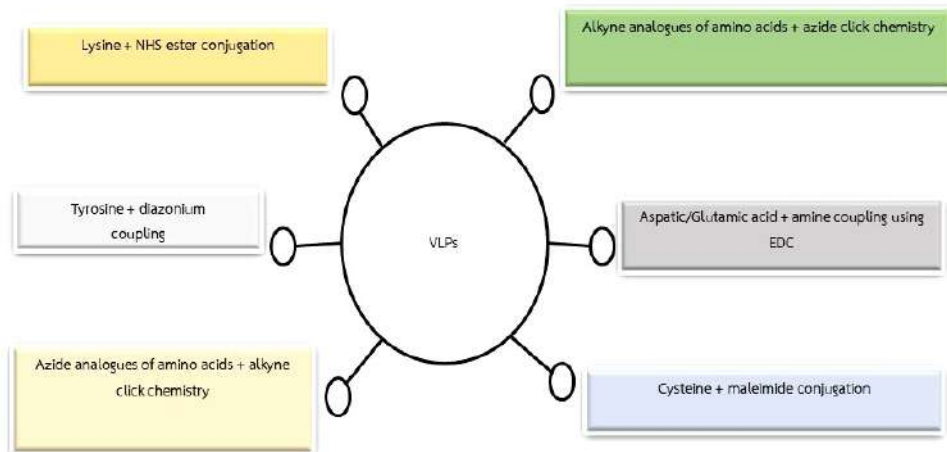 Lysine + NHS ester conjugation
Alkyne analogues of amino acids + azide click chemistry
Tyrosine + diazonium
coupling
VLPs
Aspatic/Glutamic acid + amine coupling using
EDC
Azide analogues of amino acids + alkyne
click chemistry
Cysteine + maleimide conjugation